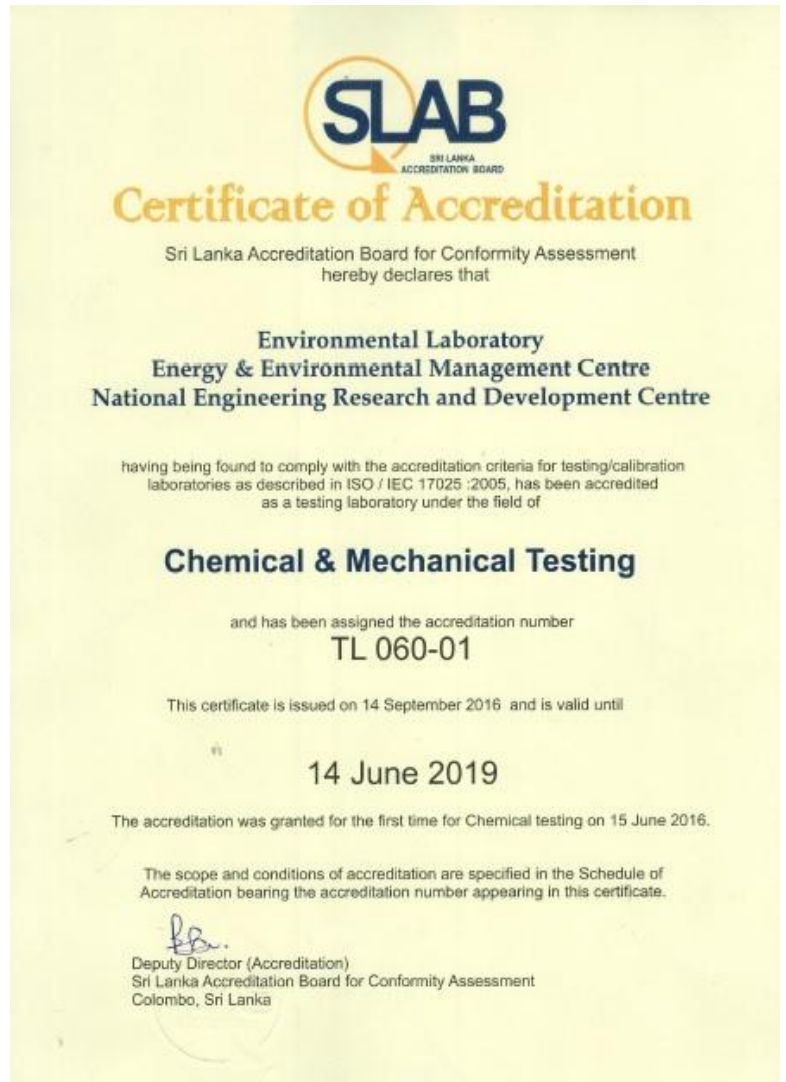 SLAB
SRI LANKA
ACCREDITATION BOARD
Certificate of Accreditation
Sri Lanka Accreditation Board for Conformity Assessment
hereby declares that
Environmental Laboratory
Energy & Environmental Management Centre
National Engineering Research and Development Centre
having being found to comply with the accreditation criteria for testing/calibration
laboratories as described in ISO / IEC 17025 :2005, has been accredited
as a testing laboratory under the field of
Chemical & Mechanical Testing
and has been assigned the accreditation number
TL 060-01
This certificate is issued on 14 September 2016 and is valid until
14 June 2019
The accreditation was granted for the first time for Chemical testing on 15 June 2016.
The scope and conditions of accreditation are specified in the Schedule of
Accreditation bearing the accreditation number appearing in this certificate.
Deputy Director (Accreditation)
Sri Lanka Accreditation Board for Conformity Assessment
Colombo, Sri Lanka